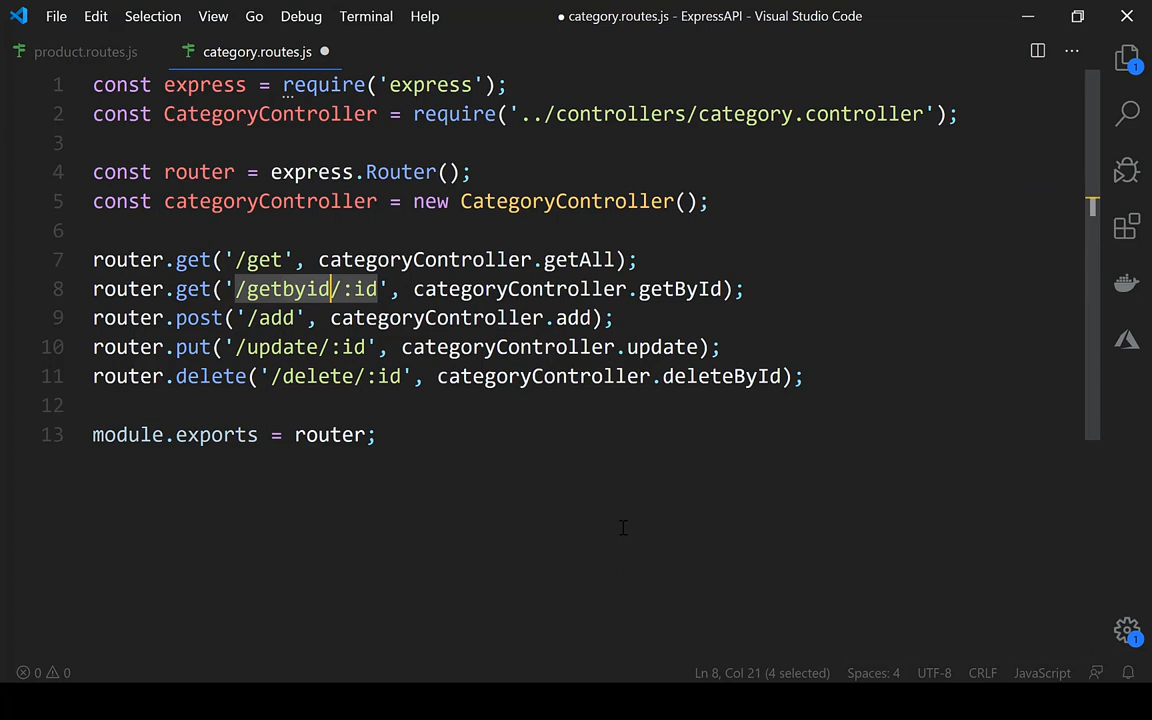 File Edit Selection View Go Debug Terminal Help
● category.routes.js - ExpressAPI - Visual Studio Code
product.routes.js
category.routes.js
1 const express = require('express');
2 const CategoryController = require('../controllers/category.controller');
3
4 const router = express.Router();
5 const categoryController = new CategoryController();
6
7 router.get('/get', categoryController.getAll);
8 router.get('/getbyid/:id', categoryController.getById);
9 router.post('/add', categoryController.add);
10 router.put('/update/:id', categoryController.update);
11 router.delete('/delete/:id', categoryController.deleteById);
12
13 module.exports = router;
1
1
0 0
Ln 8, Col 21 (4 selected) Spaces: 4 UTF-8 CRLF JavaScript